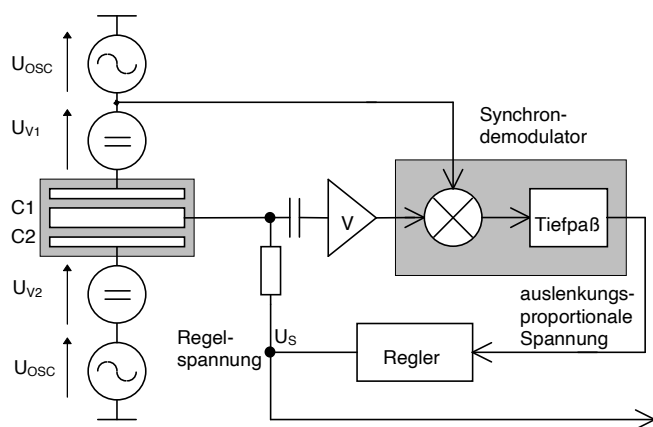 U_OSC
U_V1
C1
C2
U_V2
U_OSC
Synchron-
demodulator
V
Tiefpaß
auslenkungs-
proportionale
Spannung
Regel-
spannung
U_S
Regler